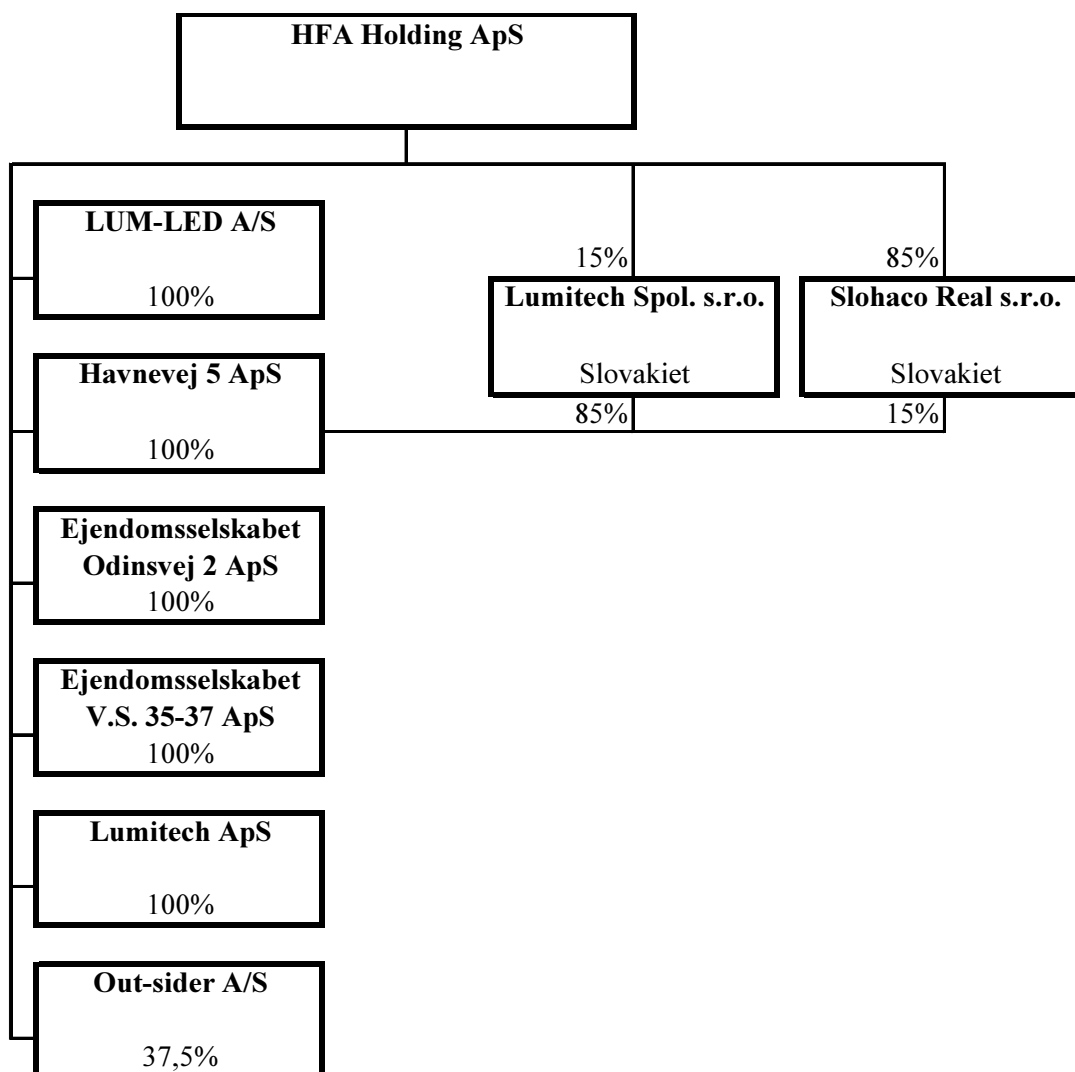 HFA Holding ApS
LUM-LED A/S
100%
15%
85%
Lumitech Spol. s.r.o.
Slovakiet
Slohaco Real s.r.o.
Slovakiet
Havnevej 5 ApS
100%
85%
15%
Ejendomsselskabet
Odinsvej 2 ApS
100%
Ejendomsselskabet
V.S. 35-37 ApS
100%
Lumitech ApS
100%
Out-sider A/S
37,5%